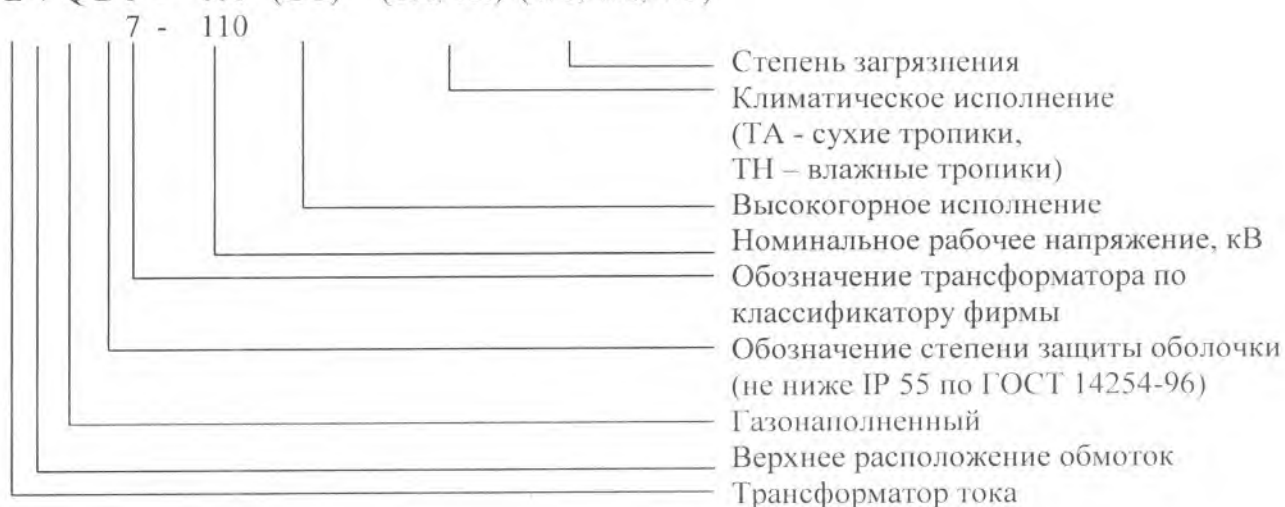 7 - 110
Степень загрязнения
Климатическое исполнение
(ТА - сухие тропики,
ТН – влажные тропики)
Высокогорное исполнение
Номинальное рабочее напряжение, кВ
Обозначение трансформатора по
классификатору фирмы
Обозначение степени защиты оболочки
(не ниже IP 55 по ГОСТ 14254-96)
Газонаполненный
Верхнее расположение обмоток
Трансформатор тока